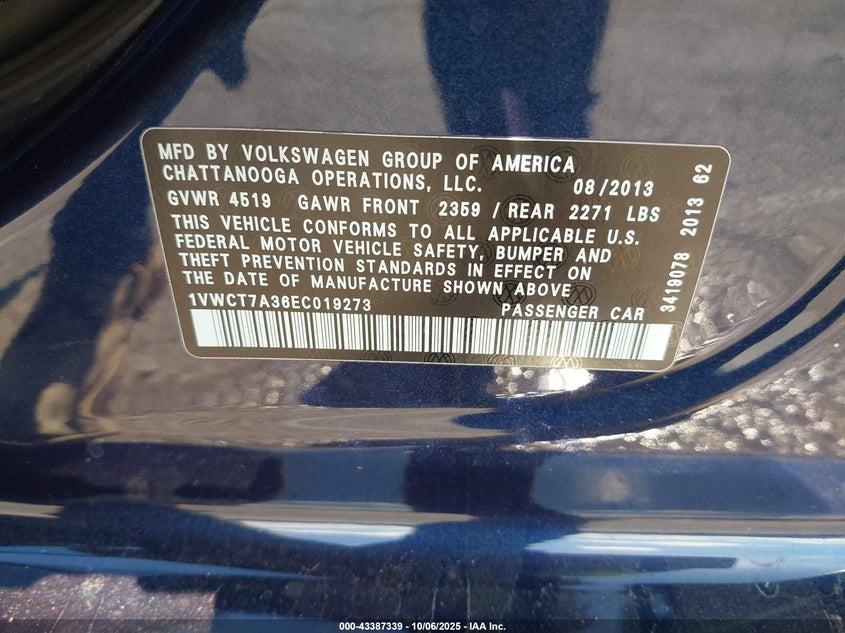 MFD BY VOLKSWAGEN GROUP OF AMERICA
CHATTANOOGA OPERATIONS, LLC. 08/2013
GVWR 4519 GAWR FRONT 2359 / REAR 2271 LBS
THIS VEHICLE CONFORMS TO ALL APPLICABLE U.S.
FEDERAL MOTOR VEHICLE SAFETY, BUMPER AND
THEFT PREVENTION STANDARDS IN EFFECT ON
THE DATE OF MANUFACTURE SHOWN ABOVE
1VWCT7A36EC019273 PASSENGER CAR
3419078 2013 62
000-43387339 - 10/06/2025 - IAA Inc.